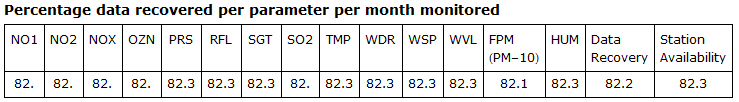 Percentage data recovered per parameter per month monitored
NO1 NO2 NOX OZN PRS RFL SGT SO2 TMP WDR WSP WVL FPM (PM–10) HUM Data Recovery Station Availability
82. 82. 82. 82. 82.3 82.3 82.3 82. 82.3 82.3 82.3 82.3 82.1 82.3 82.2 82.3